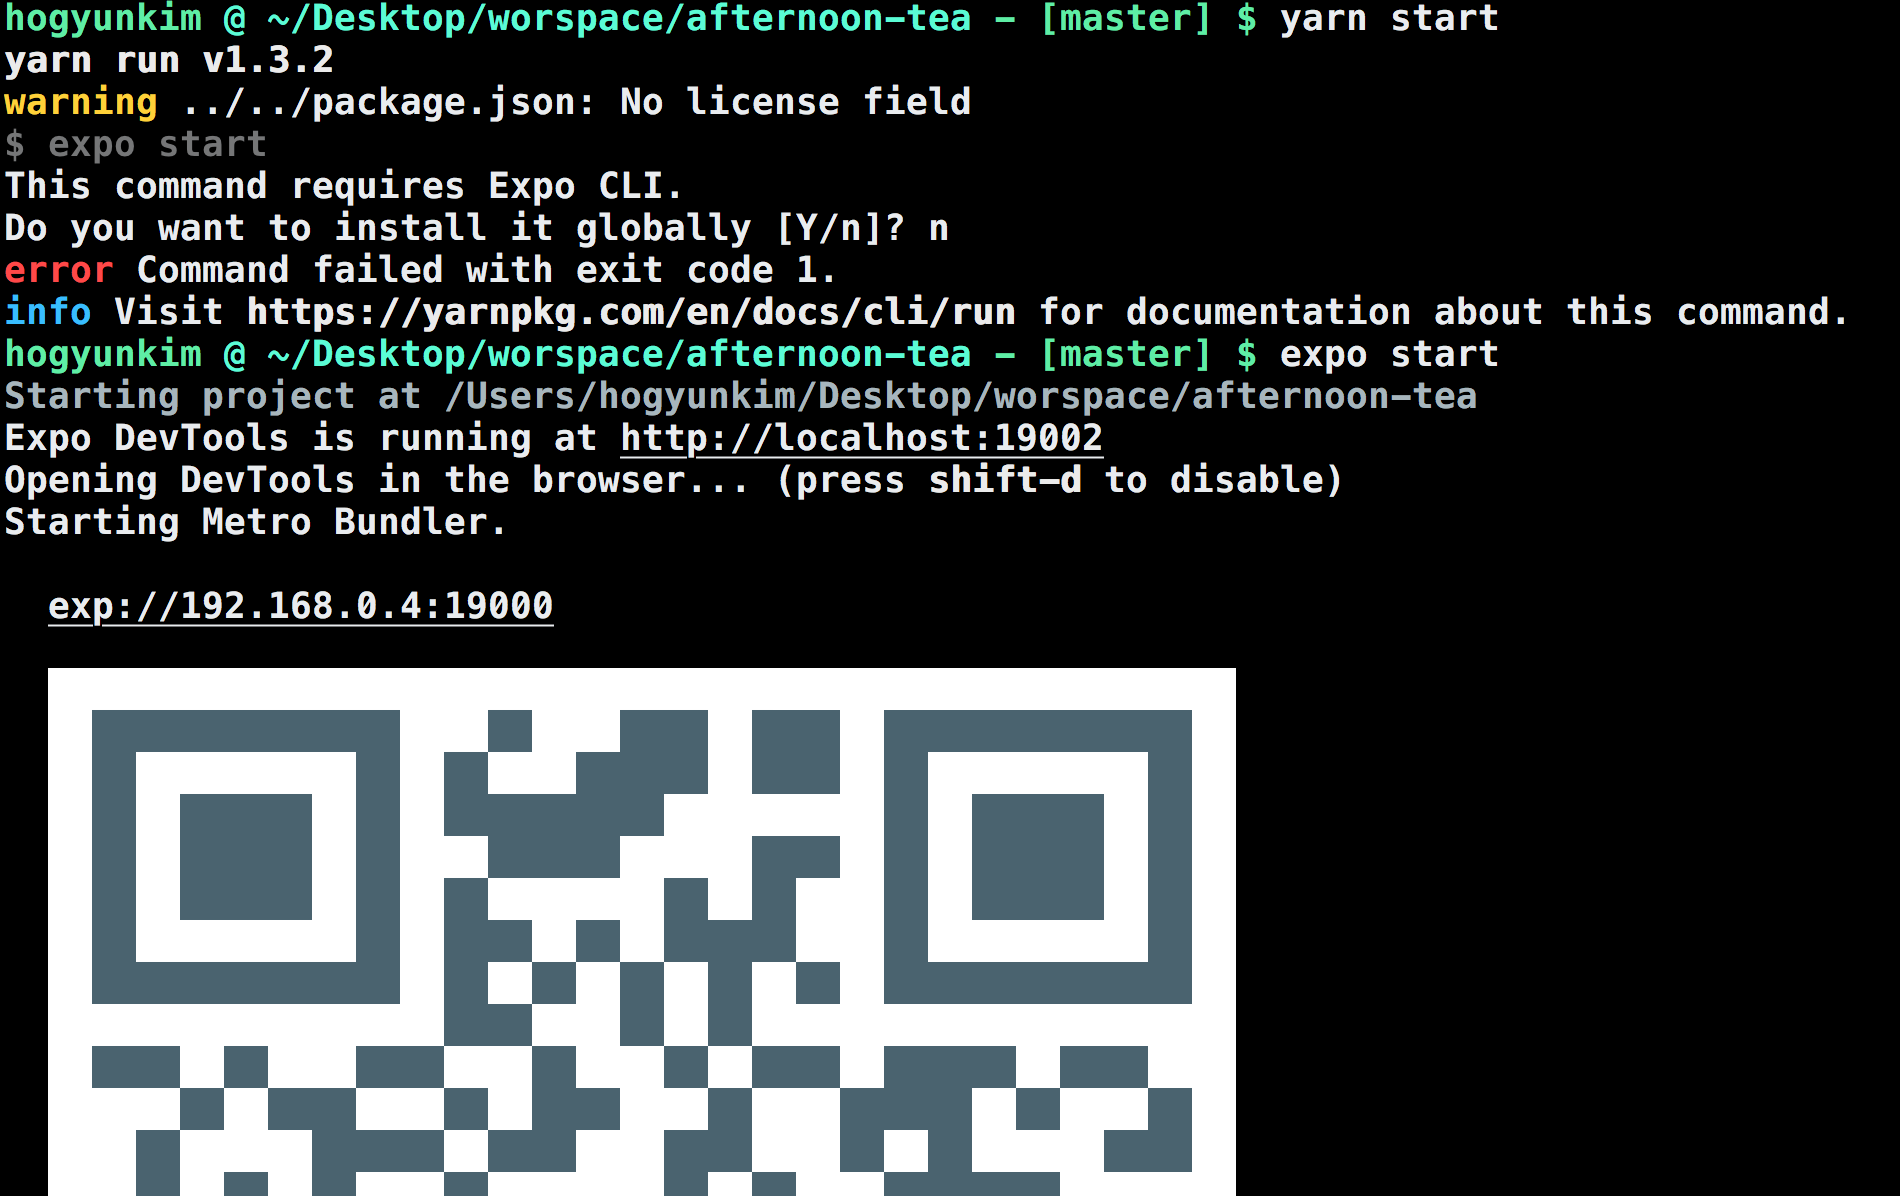 hogyunkim @ ~/Desktop/worspace/afternoon-tea - [master] $ yarn start
yarn run v1.3.2
warning ../../package.json: No license field
$ expo start
This command requires Expo CLI.
Do you want to install it globally [Y/n]? n
error Command failed with exit code 1.
info Visit https://yarnpkg.com/en/docs/cli/run for documentation about this command.
hogyunkim @ ~/Desktop/worspace/afternoon-tea - [master] $ expo start
Starting project at /Users/hogyunkim/Desktop/worspace/afternoon-tea
Expo DevTools is running at http://localhost:19002
Opening DevTools in the browser... (press shift-d to disable)
Starting Metro Bundler.
exp://192.168.0.4:19000